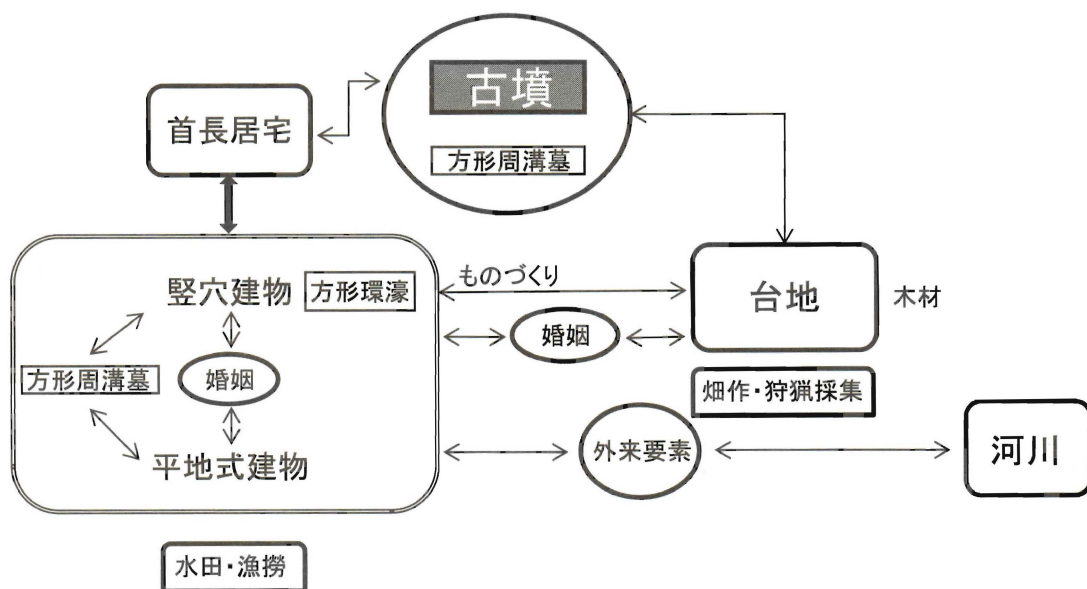 古墳
首長居宅
方形周溝墓
竪穴建物
方形環濠
ものづくり
台地
木材
婚姻
方形周溝墓
婚姻
畑作・狩猟採集
平地式建物
外来要素
河川
水田・漁撈